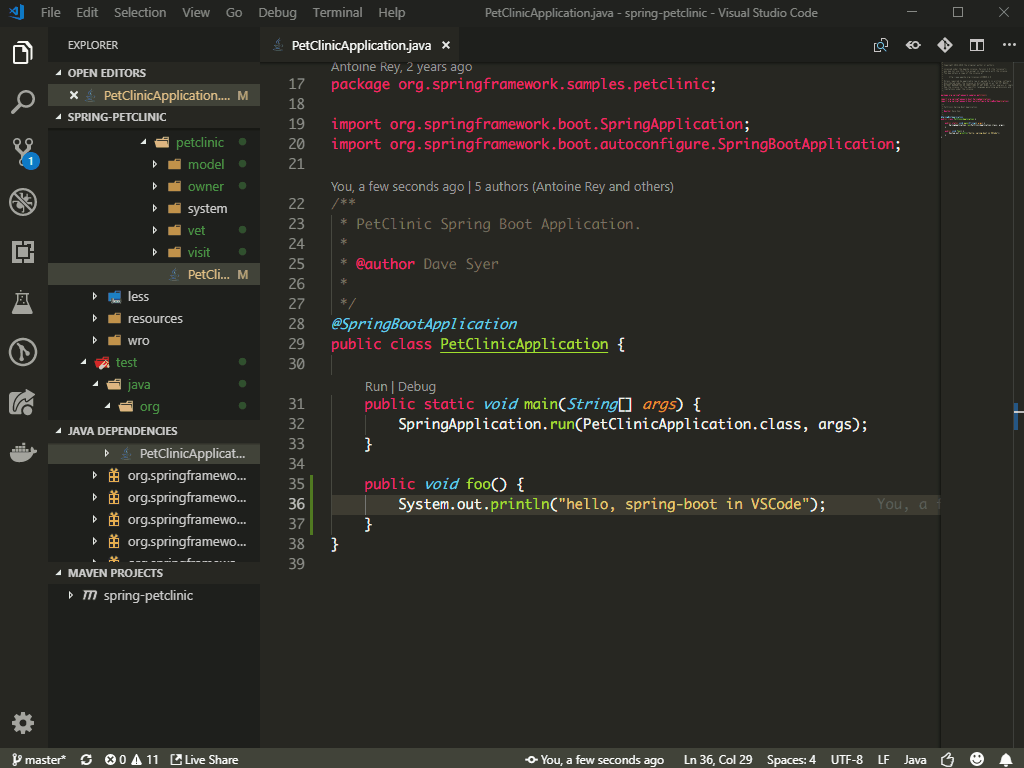 File Edit Selection View Go Debug Terminal Help PetClinicApplication.java - spring-petclinic - Visual Studio Code
EXPLORER
OPEN EDITORS
PetClinicApplication.... M
SPRING-PETCLINIC
petclinic
model
owner
system
vet
visit
PetCli... M
less
resources
wro
test
java
org
JAVA DEPENDENCIES
PetClinicApplicat...
org.springframewo...
org.springframewo...
org.springframewo...
org.springframewo...
MAVEN PROJECTS
m spring-petclinic
1
PetClinicApplication.java
Antoine Rey, 2 years ago
17 package org.springframework.samples.petclinic;
18
19 import org.springframework.boot.SpringApplication;
20 import org.springframework.boot.autoconfigure.SpringBootApplication;
21
You, a few seconds ago | 5 authors (Antoine Rey and others)
22 /**
23 * PetClinic Spring Boot Application.
24 *
25 * @author Dave Syer
26 *
27 */
28 @SpringBootApplication
29 public class PetClinicApplication {
30
Run | Debug
31 public static void main(String[] args) {
32 SpringApplication.run(PetClinicApplication.class, args);
33 }
34
35 public void foo() {
36 System.out.println("hello, spring-boot in VSCode"); You, a
37 }
38 }
39
master* 0 11 Live Share You, a few seconds ago Ln 36, Col 29 Spaces: 4 UTF-8 LF Java